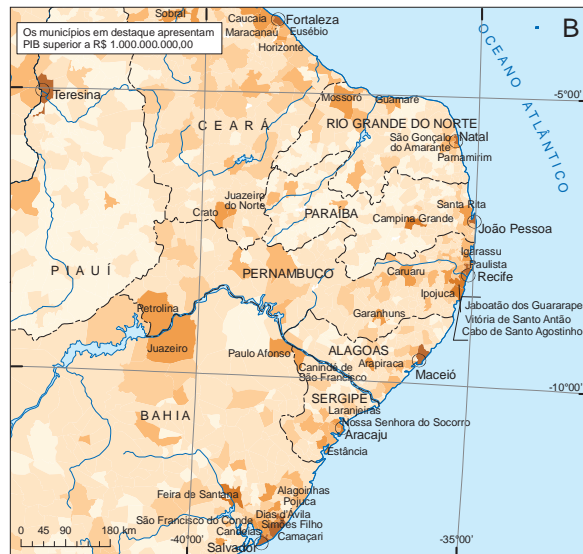 Sobral
Caucaia
Fortaleza
Maracanaú
Eusébio
Horizonte
Os municípios em destaque apresentam
PIB superior a R$ 1.000.000.000,00
B
OCEANO ATLÂNTICO
Teresina
-5°00'
Mossoró
Guamaré
CEARÁ
RIO GRANDE DO NORTE
São Gonçalo
do Amarante
Natal
Parnamirim
Juazeiro
do Norte
Crato
PARAÍBA
Santa Rita
Campina Grande
João Pessoa
PIAUÍ
Igarassu
Paulista
PERNAMBUCO
Caruaru
Recife
Ipojuca
Petrolina
Garanhuns
Jaboatão dos Guararape
Vitória de Santo Antão
Cabo de Santo Agostinho
Juazeiro
Paulo Afonso
ALAGOAS
Canindé de
São Francisco
Arapiraca
Maceió
-10°00'
SERGIPE
Laranjeiras
BAHIA
Nossa Senhora do Socorro
Aracaju
Estância
Feira de Santana
Alagoinhas
Pojuca
São Francisco do Conde
Dias d'Ávila
Simões Filho
Candeias
Camaçari
Salvador
0 45 90 180 km
-40°00'
-35°00'